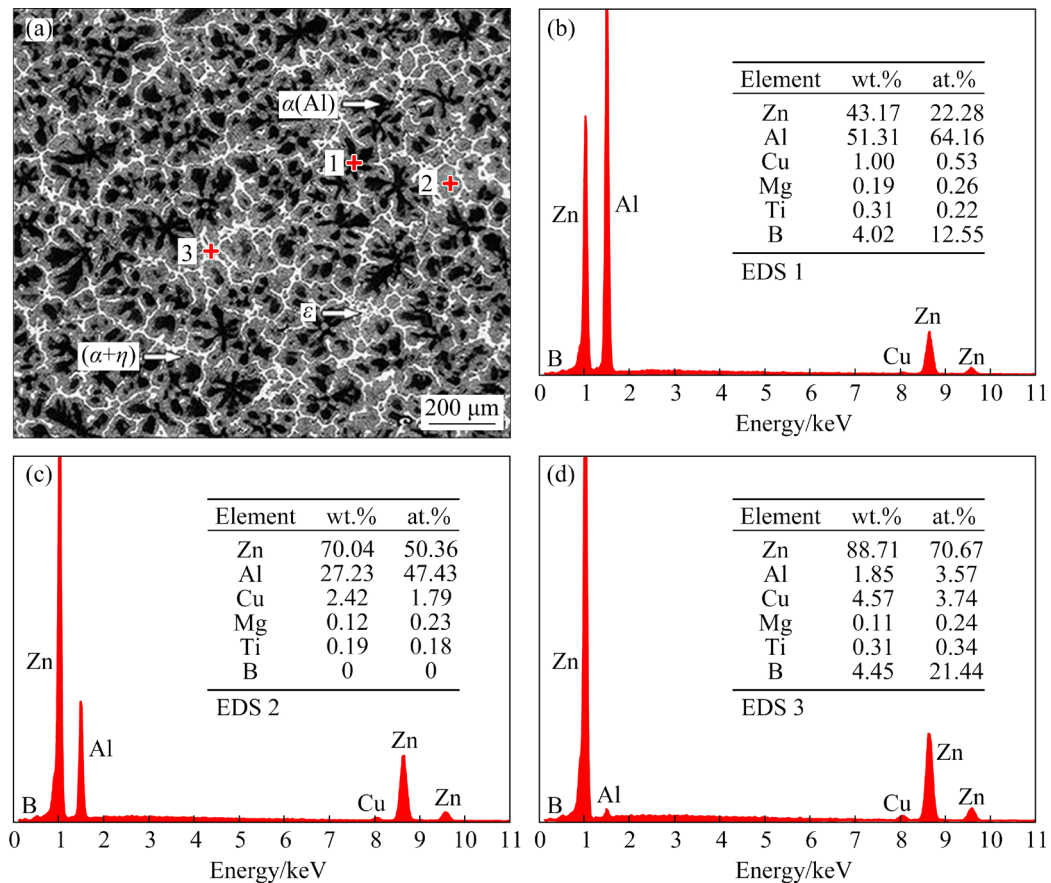 (a)
α(Al)
1
2
3
ε
(α+η)
200 μm
(b)
Element wt.% at.%
Zn 43.17 22.28
Al 51.31 64.16
Cu 1.00 0.53
Mg 0.19 0.26
Ti 0.31 0.22
B 4.02 12.55
EDS 1
Zn
Al
B
Cu
Zn
Zn
0 1 2 3 4 5 6 7 8 9 10 11
Energy/keV
(c)
Element wt.% at.%
Zn 70.04 50.36
Al 27.23 47.43
Cu 2.42 1.79
Mg 0.12 0.23
Ti 0.19 0.18
B 0 0
EDS 2
Zn
Al
B
Cu
Zn
Zn
0 1 2 3 4 5 6 7 8 9 10 11
Energy/keV
(d)
Element wt.% at.%
Zn 88.71 70.67
Al 1.85 3.57
Cu 4.57 3.74
Mg 0.11 0.24
Ti 0.31 0.34
B 4.45 21.44
EDS 3
Zn
B
Al
Cu
Zn
Zn
0 1 2 3 4 5 6 7 8 9 10 11
Energy/keV